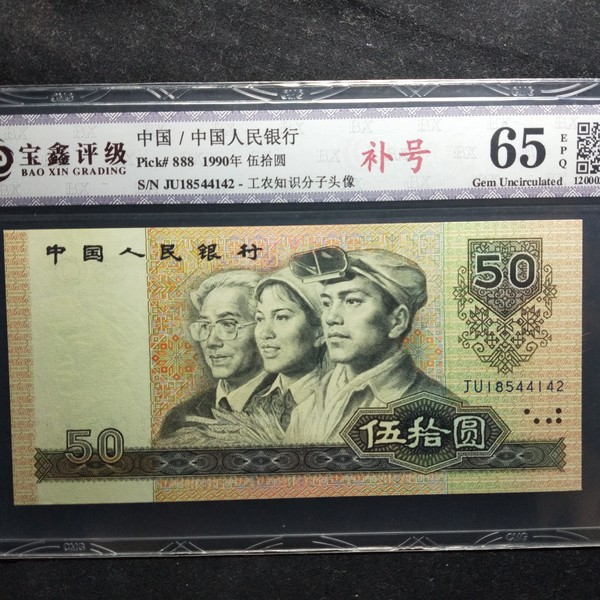 宝鑫评级
BAO XIN GRADING
中国 / 中国人民银行
Pick# 888 1990年 伍拾圆
S/N JU18544142 - 工农知识分子头像
补号
65
EPQ
Gem Uncirculated
中国人民银行
50
JU18544142
50
伍拾圆